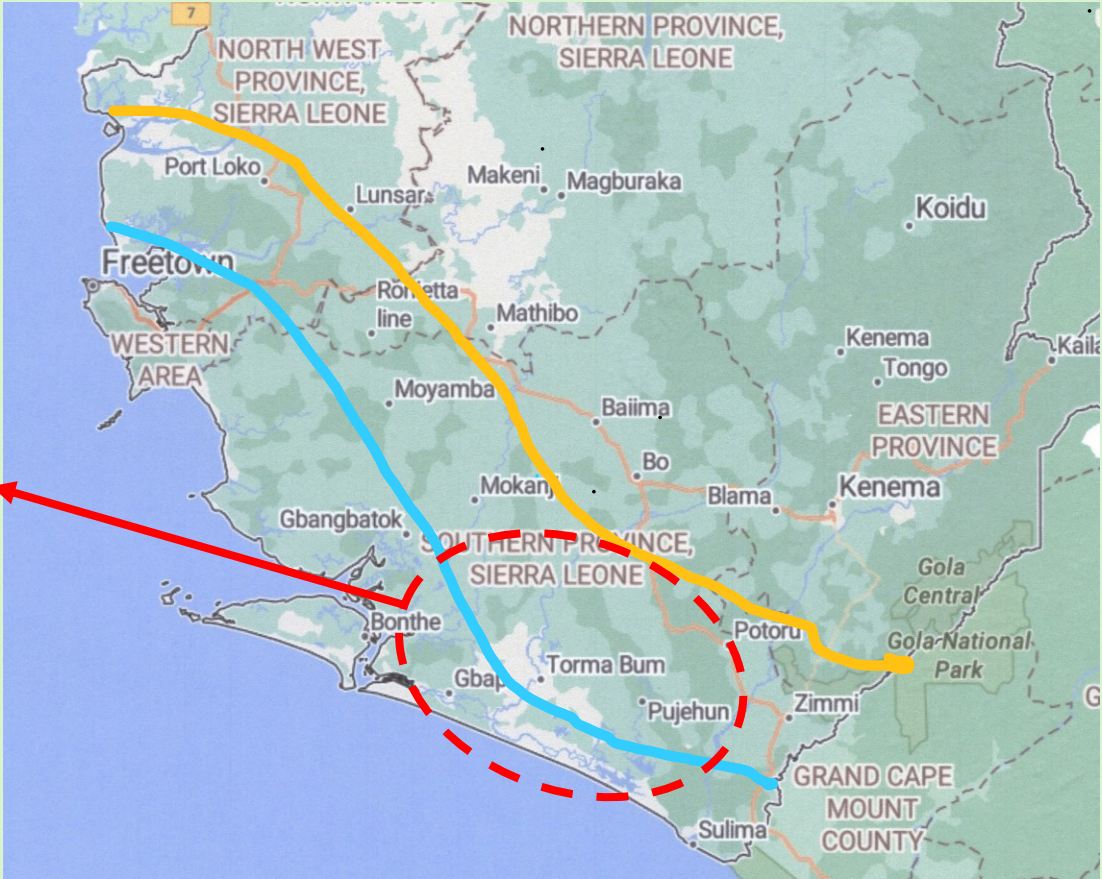 7
NORTH WEST
PROVINCE,
SIERRA LEONE
NORTHERN PROVINCE,
SIERRA LEONE
Port Loko
Lunsar
Makeni
Magburaka
Koidu
Freetown
Rotietta
line
Mathibo
WESTERN
AREA
Moyamba
Baiima
Kenema
Tongo
EASTERN
PROVINCE
Bo
Mokanji
Blama
Kenema
Gbangbatok
SOUTHERN PROVINCE,
SIERRA LEONE
Gola
Central
Bonthe
Potoru
Gola National
Park
Gbap
Torma Bum
Pujehun
Zimmi
G
GRAND CAPE
MOUNT
COUNTY
Sulima